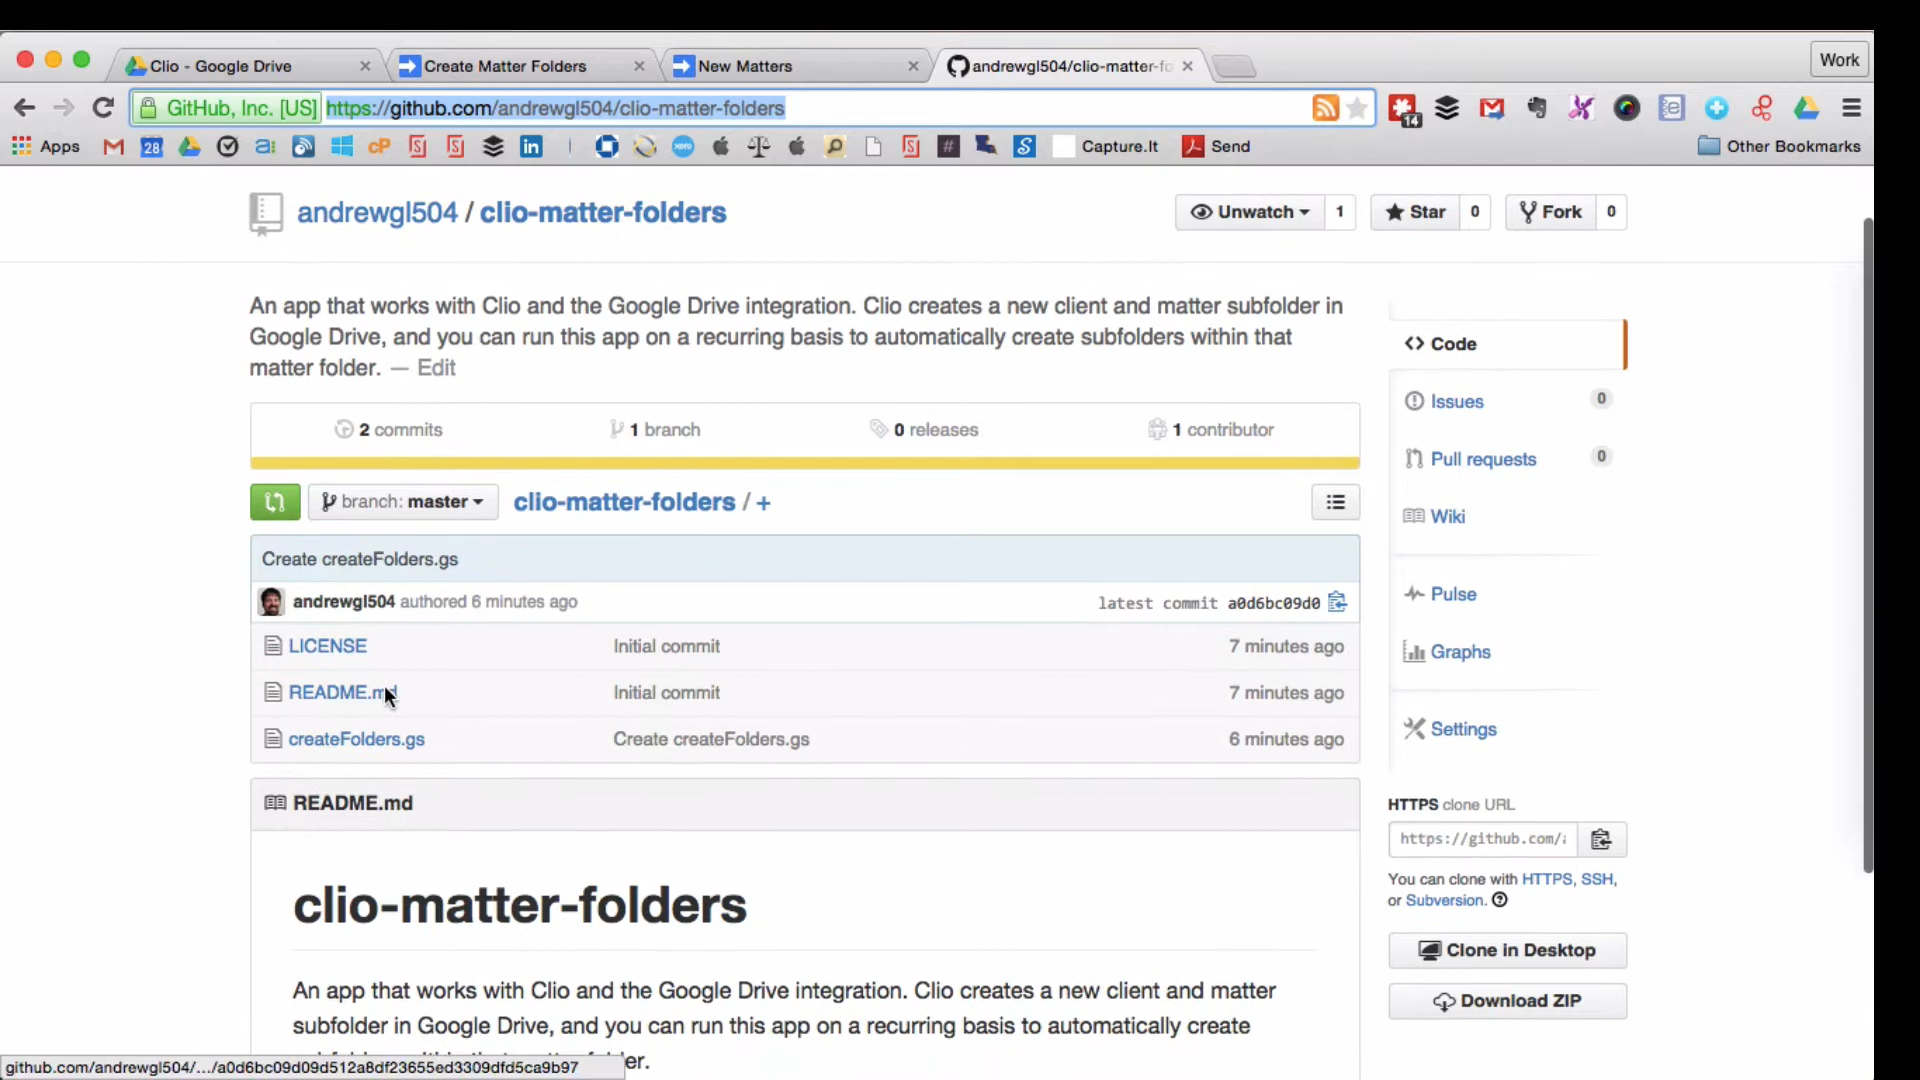 Clio - Google Drive
Create Matter Folders
New Matters
andrewgl504/clio-matter-fo
Work
GitHub, Inc. [US] https://github.com/andrewgl504/clio-matter-folders
14
Apps
28
Capture.It
Send
Other Bookmarks
andrewgl504 / clio-matter-folders
Unwatch 1
Star 0
Fork 0
An app that works with Clio and the Google Drive integration. Clio creates a new client and matter subfolder in
Google Drive, and you can run this app on a recurring basis to automatically create subfolders within that
matter folder. — Edit
2 commits
1 branch
0 releases
1 contributor
branch: master
clio-matter-folders / +
Create createFolders.gs
andrewgl504 authored 6 minutes ago
latest commit a0d6bc09d0
LICENSE Initial commit 7 minutes ago
README.md Initial commit 7 minutes ago
createFolders.gs Create createFolders.gs 6 minutes ago
README.md
clio-matter-folders
An app that works with Clio and the Google Drive integration. Clio creates a new client and matter
subfolder in Google Drive, and you can run this app on a recurring basis to automatically create
er.
Code
Issues 0
Pull requests 0
Wiki
Pulse
Graphs
Settings
HTTPS clone URL
https://github.com/
You can clone with HTTPS, SSH,
or Subversion.
Clone in Desktop
Download ZIP
github.com/andrewgl504/.../a0d6bc09d09d512a8df23655ed3309dfd5ca9b97